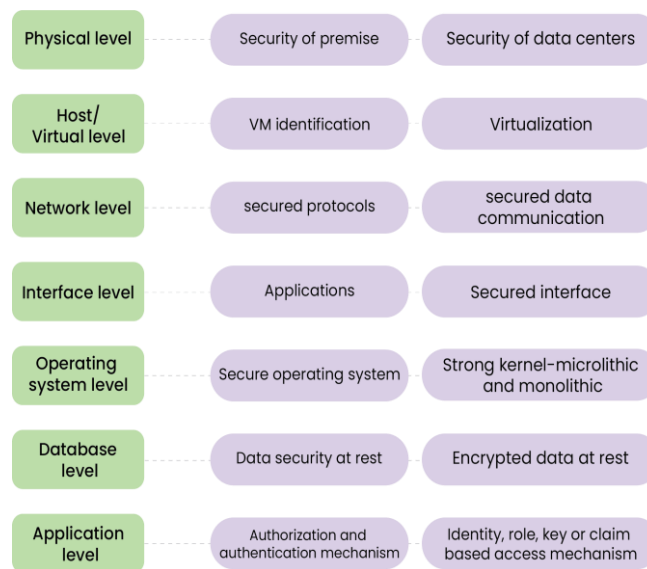 Physical level
Security of premise
Security of data centers
Host/
Virtual level
VM identification
Virtualization
Network level
secured protocols
secured data
communication
Interface level
Applications
Secured interface
Operating
system level
Secure operating system
Strong kernel-microlithic
and monolithic
Database
level
Data security at rest
Encrypted data at rest
Application
level
Authorization and
authentication mechanism
Identity, role, key or claim
based access mechanism